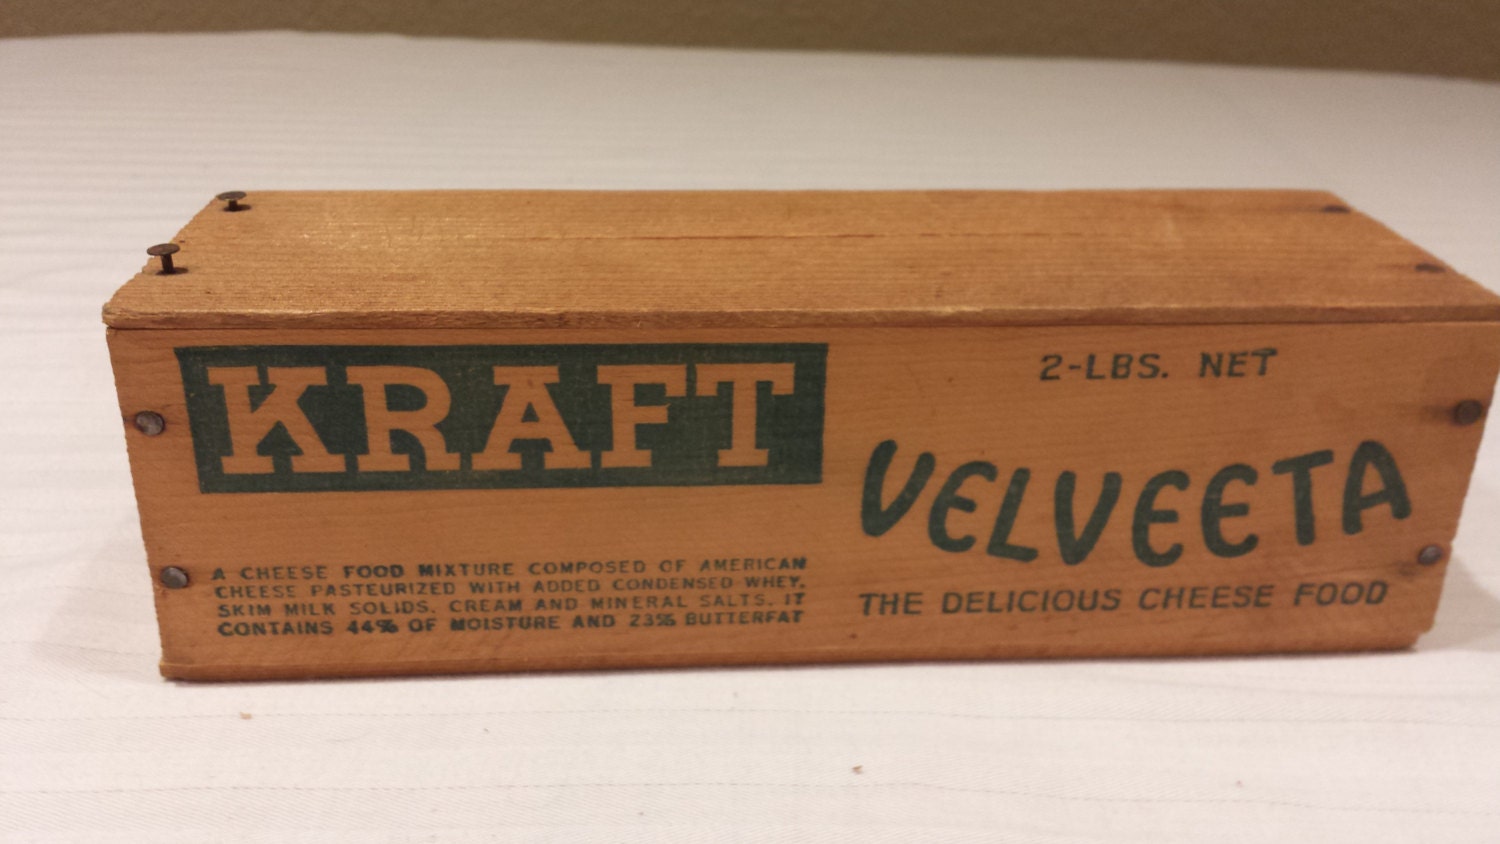 KRAFT
A CHEESE FOOD MIXTURE COMPOSED OF AMERICAN
CHEESE PASTEURIZED WITH ADDED CONDENSED WHEY,
SKIM MILK SOLIDS, CREAM AND MINERAL SALTS. IT
CONTAINS 44% OF MOISTURE AND 23% BUTTERFAT
2-LBS. NET
VELVEETA
THE DELICIOUS CHEESE FOOD